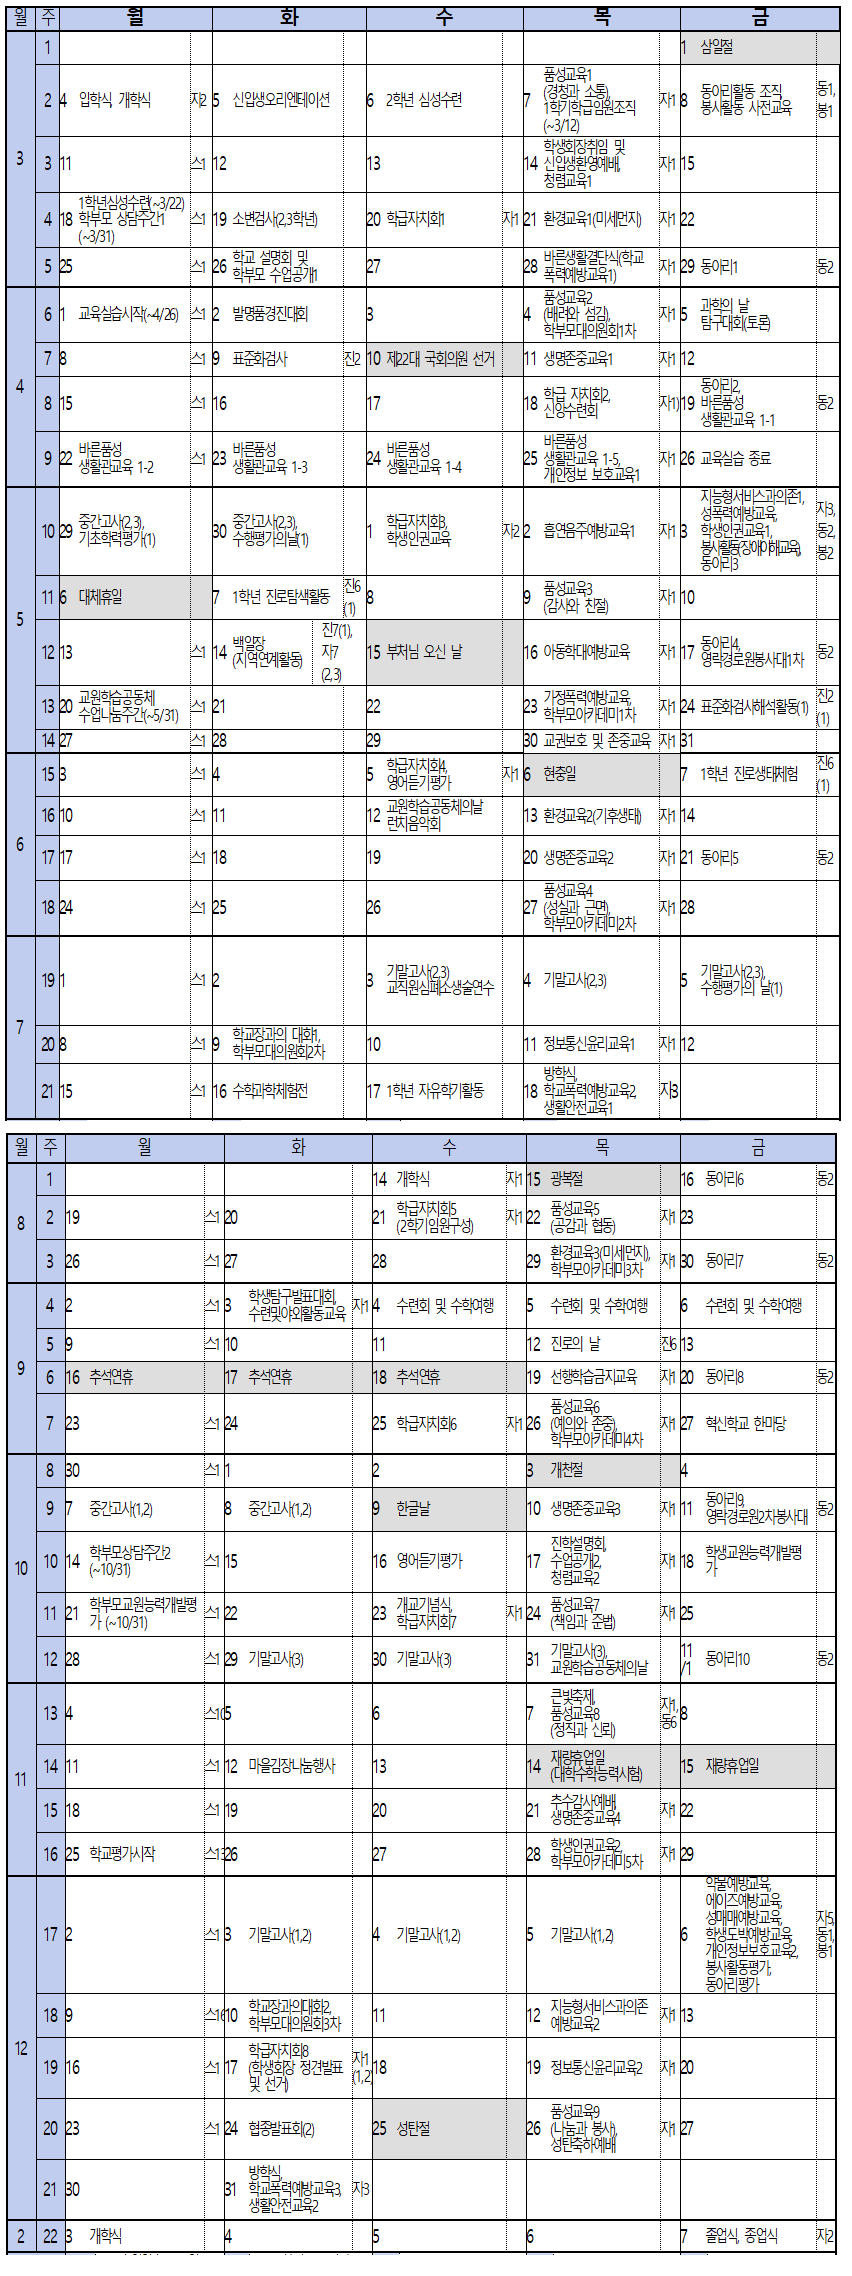 월 주 월 화 수 목 금
3
1
1 삼일절
2
4 입학식, 개학식 자2
5 신입생오리엔테이션
6 2학년 심성수련
7 품성교육1
(경청과 소통),
1학기학급임원조직
(~3/12)
자1
8 동아리활동 조직,
봉사활동 사전교육
동1,
봉1
3
11 스1
12
13
14 학생회장취임 및
신입생환영예배,
청렴교육1
자1
15
4
18 1학년심성수련(~3/22)
학부모 상담주간1
(~3/31)
스1
19 소변검사(2,3학년)
20 학급자치회1 자1
21 환경교육1(미세먼지) 자1
22
5
25 스1
26 학교 설명회 및
학부모 수업공개1
27
28 바른생활결단식(학교
폭력예방교육1)
자1
29 동아리1 동2
4
6
1 교육실습시작(~4/26) 스1
2 발명품경진대회
3
4 품성교육2
(배려와 섬김),
학부모대의원회1차
자1
5 과학의 날
탐구대회(토론)
7
8 스1
9 표준화검사 진2
10 제22대 국회의원 선거
11 생명존중교육1 자1
12
8
15 스1
16
17
18 학급 자치회2,
신앙수련회
자1)
19 동아리2,
바른품성
생활관교육 1-1
동2
9
22 바른품성
생활관교육 1-2
스1
23 바른품성
생활관교육 1-3
24 바른품성
생활관교육 1-4
25 바른품성
생활관교육 1-5,
개인정보 보호교육1
자1
26 교육실습 종료
5
10
29 중간고사(2,3),
기초학력평가(1)
30 중간고사(2,3),
수행평가의날(1)
1 학급자치회3,
학생인권교육
자2
2 흡연음주예방교육1 자1
3 지능형서비스과의존1,
성폭력예방교육,
학생인권교육1,
봉사활동(장애이해교육),
동아리3
자3,
동2,
봉2
11
6 대체휴일
7 1학년 진로탐색활동 진6
(1)
8
9 품성교육3
(감사와 친절)
자1
10
12
13 스1
14 백일장
(지역연계활동)
진7(1),
자7
(2,3)
15 부처님 오신 날
16 아동학대예방교육 자1
17 동아리4,
영락경로원봉사대1차
동2
13
20 교원학습공동체
수업나눔주간(~5/31)
스1
21
22
23 가정폭력예방교육,
학부모아카데미1차
자1
24 표준화검사해석활동(1) 진2
(1)
14
27 스1
28
29
30 교권보호 및 존중교육 자1
31
6
15
3 스1
4
5 학급자치회4,
영어듣기평가
자1
6 현충일
7 1학년 진로생태체험 진6
(1)
16
10 스1
11
12 교원학습공동체의날
런치음악회
13 환경교육2(기후생태) 자1
14
17
17 스1
18
19
20 생명존중교육2 자1
21 동아리5 동2
18
24 스1
25
26
27 품성교육4
(성실과 근면),
학부모아카데미2차
자1
28
7
19
1 스1
2
3 기말고사(2,3)
교직원심폐소생술연수
4 기말고사(2,3)
5 기말고사(2,3),
수행평가의 날(1)
20
8 스1
9 학교장과의 대화1,
학부모대의원회2차
10
11 정보통신윤리교육1 자1
12
21
15 스1
16 수학과학체험전
17 1학년 자유학기활동
18 방학식,
학교폭력예방교육2,
생활안전교육1
자3
월 주 월 화 수 목 금
8
1
14 개학식 자1
15 광복절
16 동아리6 동2
2
19 스1
20
21 학급자치회5
(2학기임원구성)
자1
22 품성교육5
(공감과 협동)
자1
23
3
26 스1
27
28
29 환경교육3(미세먼지),
학부모아카데미3차
자1
30 동아리7 동2
9
4
2 스1
3 학생탐구발표대회,
수련및야외활동교육
자1
4 수련회 및 수학여행
5 수련회 및 수학여행
6 수련회 및 수학여행
5
9 스1
10
11
12 진로의 날 진6
13
6
16 추석연휴
17 추석연휴
18 추석연휴
19 선행학습금지교육 자1
20 동아리8 동2
7
23 스1
24
25 학급자치회6 자1
26 품성교육6
(예의와 존중),
학부모아카데미4차
자1
27 혁신학교 한마당
10
8
30 스1
1
2
3 개천절
4
9
7 중간고사(1,2)
8 중간고사(1,2)
9 한글날
10 생명존중교육3 자1
11 동아리9,
영락경로원2차봉사대
동2
10
14 학부모상담주간2
(~10/31)
스1
15
16 영어듣기평가
17 진학설명회,
수업공개2,
청렴교육2
자1
18 학생교원능력개발평
가
11
21 학부모교원능력개발평
가 (~10/31)
스1
22
23 개교기념식,
학급자치회7
자1
24 품성교육7
(책임과 준법)
자1
25
12
28 스1
29 기말고사(3)
30 기말고사(3)
31 기말고사(3),
교원학습공동체의날
11
/1 동아리10 동2
11
13
4 스10
5
6
7 큰빛축제,
품성교육8
(정직과 신뢰)
자1,
동6
8
14
11 스1
12 마을김장나눔행사
13
14 재량휴업일
(대학수학능력시험)
15 재량휴업일
15
18 스1
19
20
21 추수감사예배,
생명존중교육4
자1
22
16
25 학교평가시작 스13
26
27
28 학생인권교육2,
학부모아카데미5차
자1
29
12
17
2 스1
3 기말고사(1,2)
4 기말고사(1,2)
5 기말고사(1,2)
6 약물예방교육,
에이즈예방교육,
성매매예방교육,
학생도박예방교육,
개인정보보호교육2,
봉사활동평가,
동아리평가
자5,
동1,
봉1
18
9 스16
10 학교장과의대화2,
학부모대의원회3차
11
12 지능형서비스과의존
예방교육2
자1
13
19
16 스1
17 학급자치회8
(학생회장 정견발표
및 선거)
자1
(1,2)
18
19 정보통신윤리교육2 자1
20
20
23 스1
24 협종발표회(2)
25 성탄절
26 품성교육9
(나눔과 봉사),
성탄축하예배
자1
27
21
30
31 방학식,
학교폭력예방교육3,
생활안전교육2
자3
2
22
3 개학식
4
5
6
7 졸업식, 종업식 자2